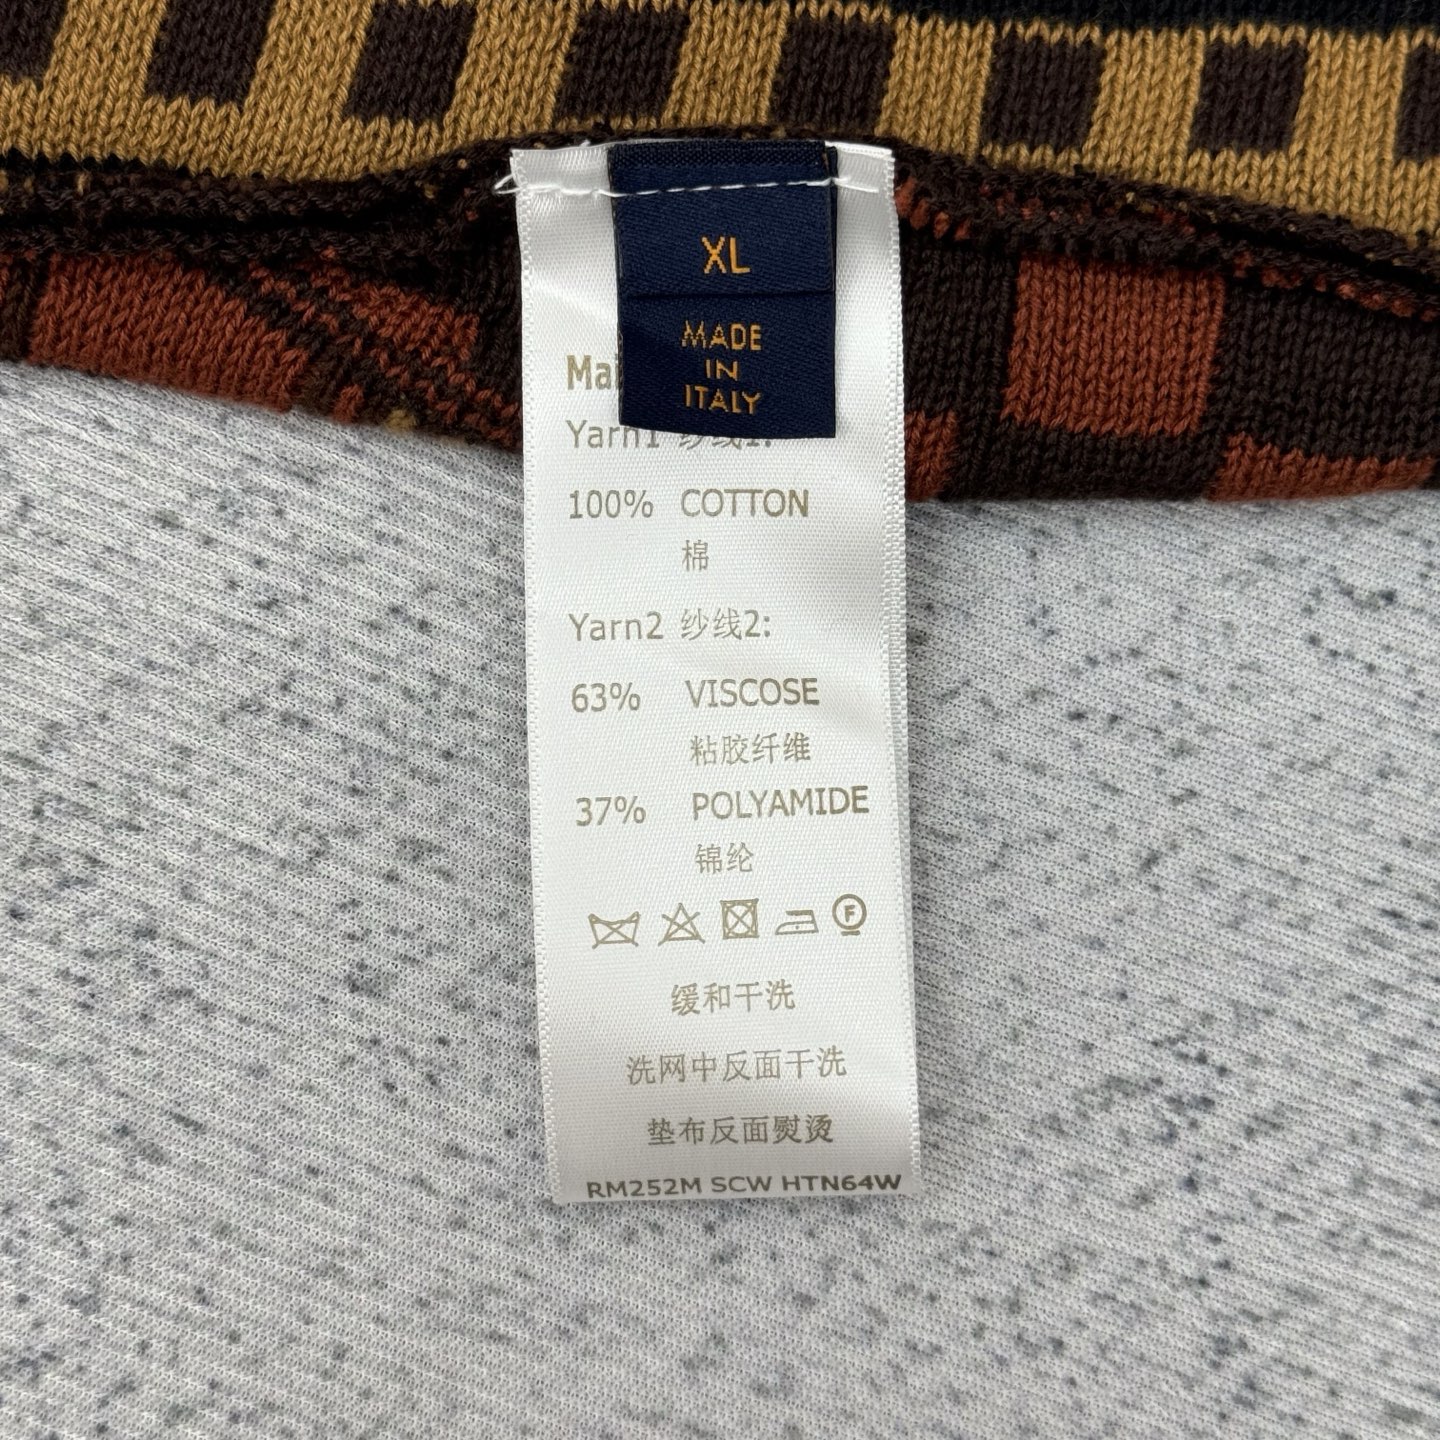 XL
MADE
IN
ITALY
Yarn1 纱线1:
100% COTTON
棉
Yarn2 纱线2:
63% VISCOSE
粘胶纤维
37% POLYAMIDE
锦纶
F
缓和干洗
洗网中反面干洗
垫布反面熨烫
RM252M SCW HTN64W